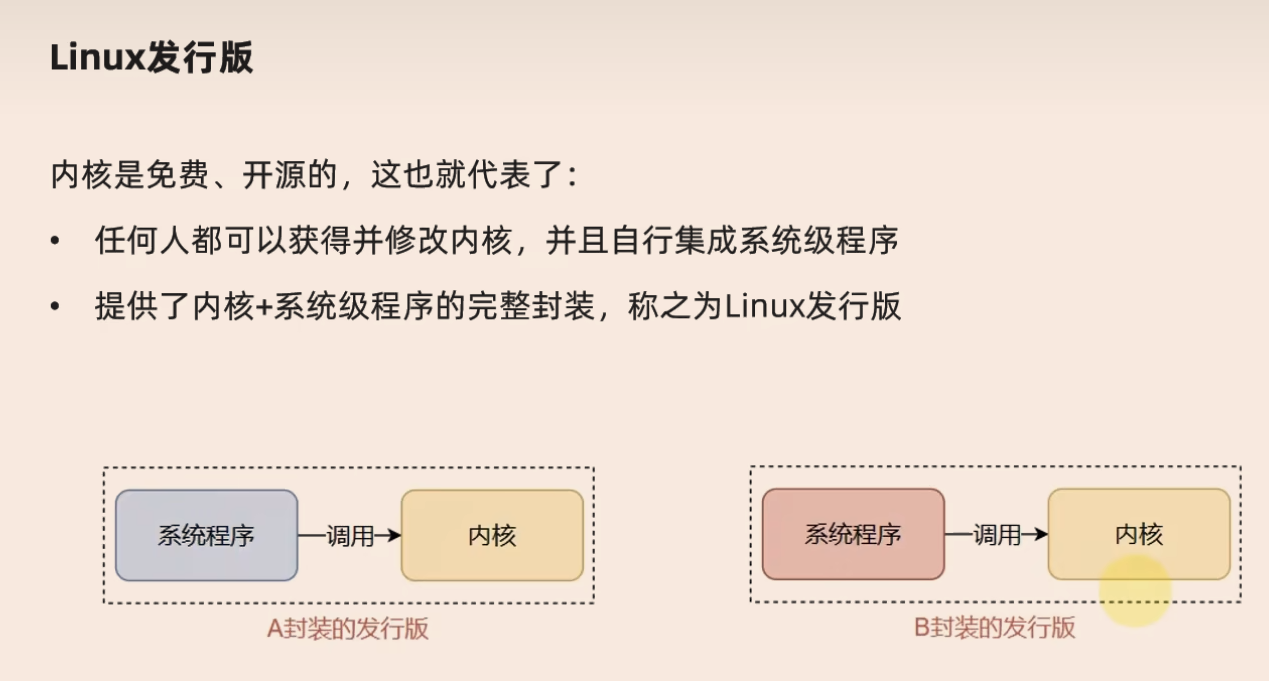 Linux发行版
内核是免费、开源的，这也就代表了：
• 任何人都可以获得并修改内核，并且自行集成系统级程序
• 提供了内核+系统级程序的完整封装，称之为Linux发行版
系统程序
调用
内核
A封装的发行版
系统程序
调用
内核
B封装的发行版